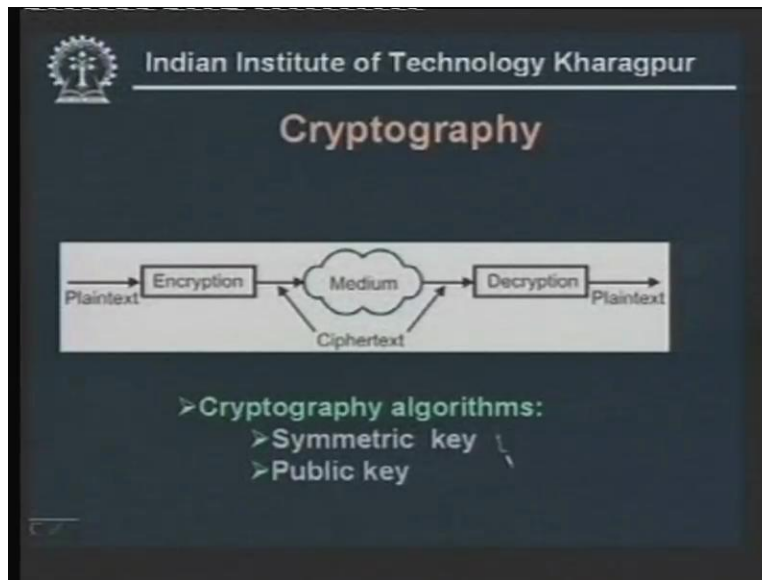 Indian Institute of Technology Kharagpur
Cryptography
Plaintext Encryption Medium Decryption Plaintext
Ciphertext
➢Cryptography algorithms:
➢Symmetric key
➢Public key